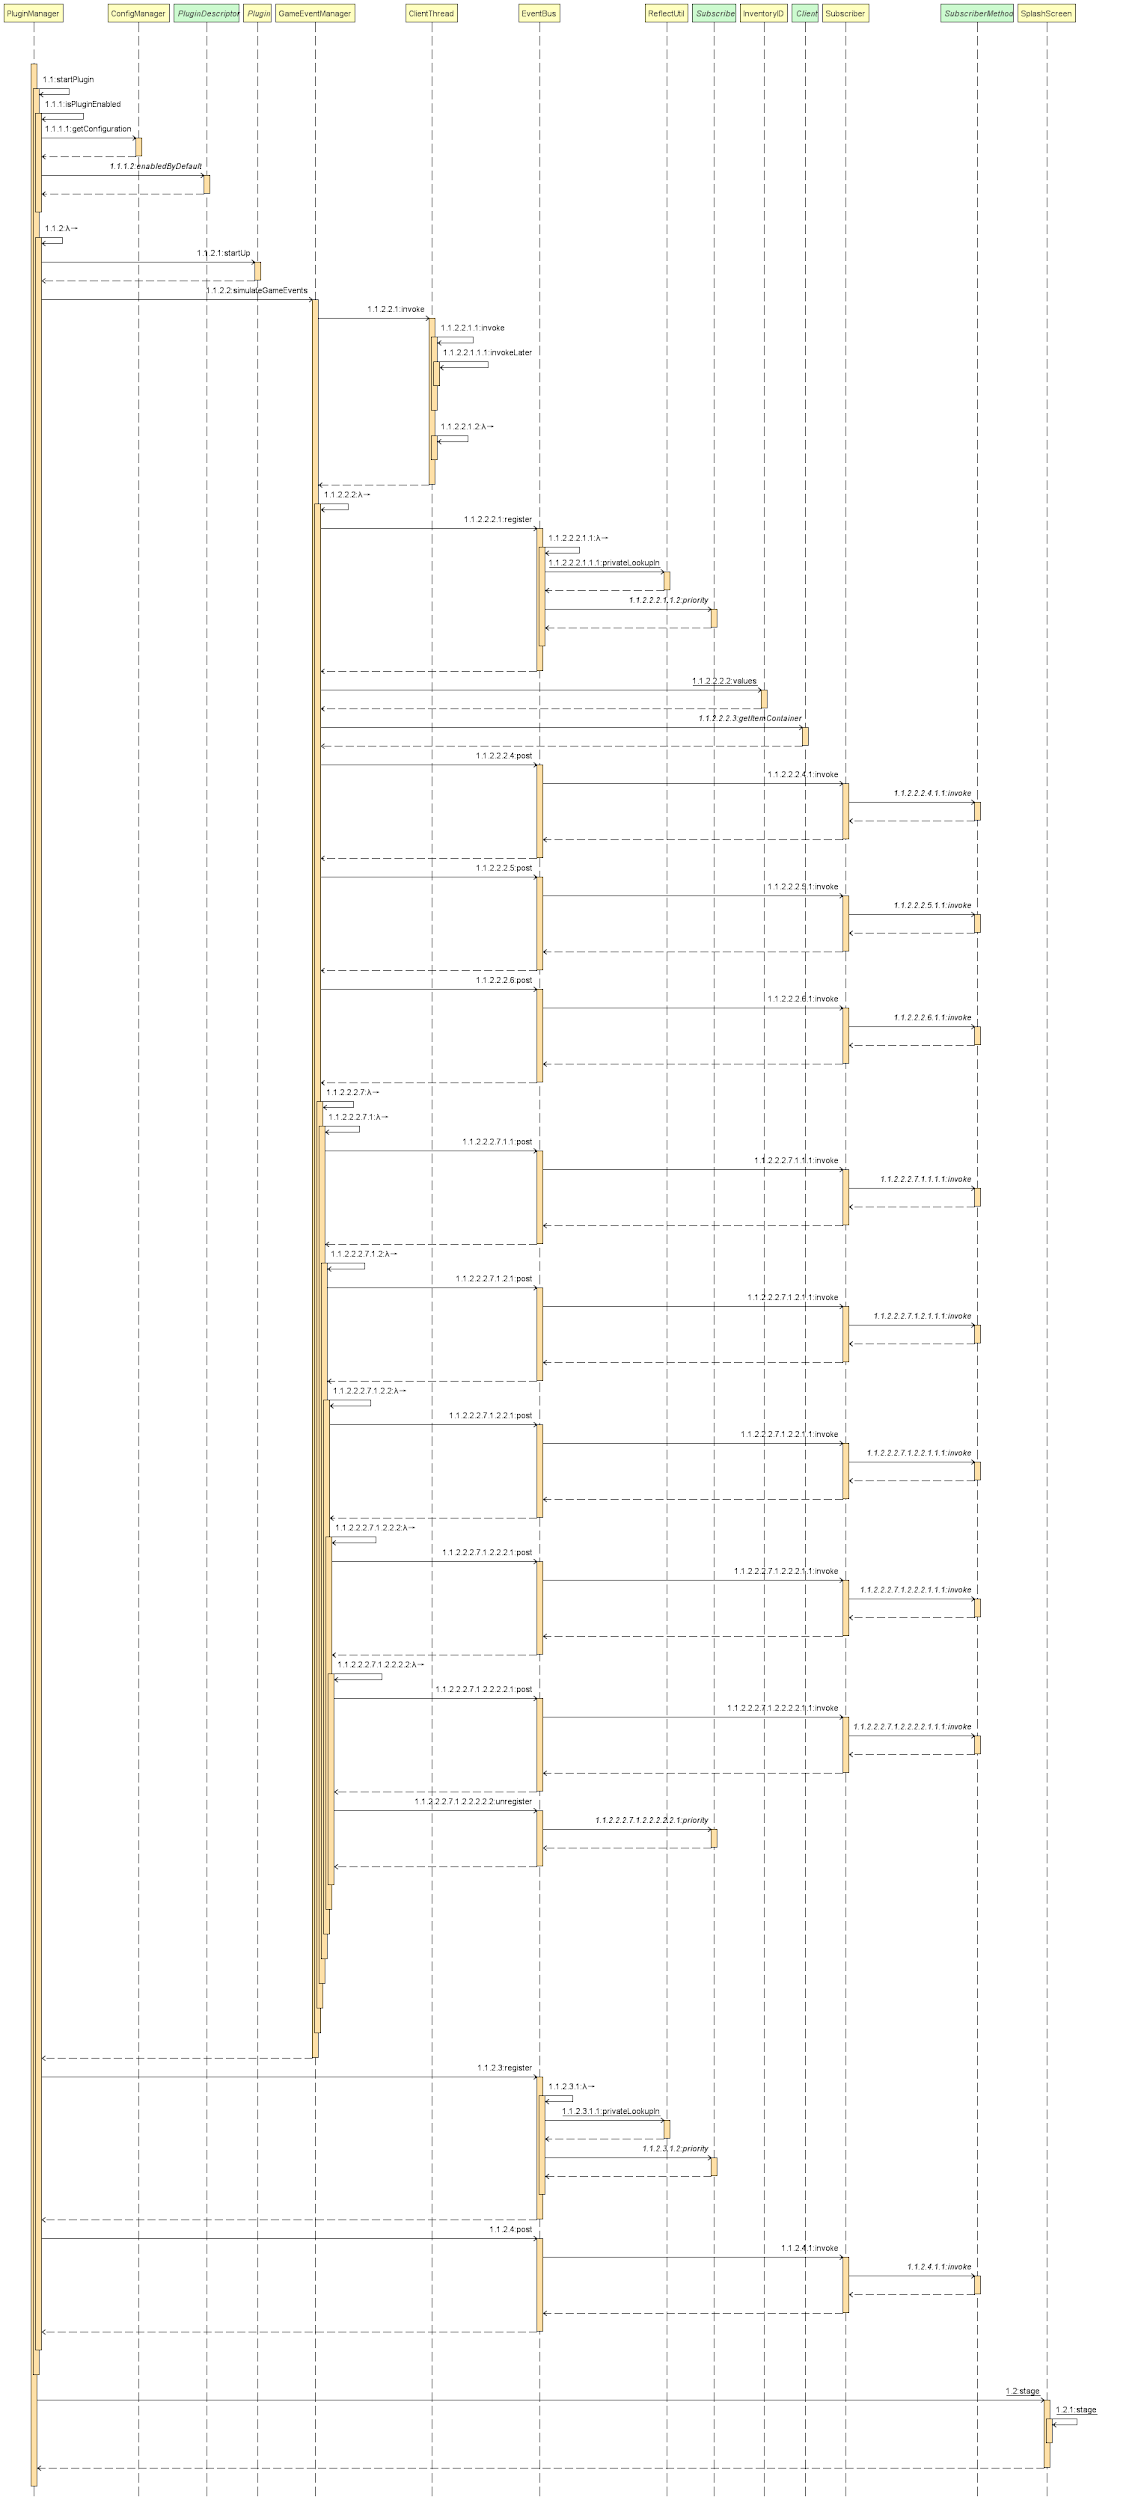 PluginManager
ConfigManager
PluginDescriptor
Plugin
GameEventManager
ClientThread
EventBus
ReflectUtil
Subscribe
InventoryID
Client
Subscriber
SubscriberMethod
SplashScreen
1.1:startPlugin
1.1.1:isPluginEnabled
1.1.1.1:getConfiguration
1.1.1.2:enabledByDefault
1.1.2:λ→
1.1.2.1:startUp
1.1.2.2:simulateGameEvents
1.1.2.2.1:invoke
1.1.2.2.1.1:invoke
1.1.2.2.1.1.1:invokeLater
1.1.2.2.1.2:λ→
1.1.2.2.2:λ→
1.1.2.2.2.1:register
1.1.2.2.2.1.1:λ→
1.1.2.2.2.1.1.1:privateLookupIn
1.1.2.2.2.1.1.2:priority
1.1.2.2.2.2:values
1.1.2.2.2.3:getItemContainer
1.1.2.2.2.4:post
1.1.2.2.2.4.1:invoke
1.1.2.2.2.4.1.1:invoke
1.1.2.2.2.5:post
1.1.2.2.2.5.1:invoke
1.1.2.2.2.5.1.1:invoke
1.1.2.2.2.6:post
1.1.2.2.2.6.1:invoke
1.1.2.2.2.6.1.1:invoke
1.1.2.2.2.7:λ→
1.1.2.2.2.7.1:λ→
1.1.2.2.2.7.1.1:post
1.1.2.2.2.7.1.1.1:invoke
1.1.2.2.2.7.1.1.1.1:invoke
1.1.2.2.2.7.1.2:λ→
1.1.2.2.2.7.1.2.1:post
1.1.2.2.2.7.1.2.1.1:invoke
1.1.2.2.2.7.1.2.1.1.1:invoke
1.1.2.2.2.7.1.2.2:λ→
1.1.2.2.2.7.1.2.2.1:post
1.1.2.2.2.7.1.2.2.1.1:invoke
1.1.2.2.2.7.1.2.2.1.1.1:invoke
1.1.2.2.2.7.1.2.2.2:λ→
1.1.2.2.2.7.1.2.2.2.1:post
1.1.2.2.2.7.1.2.2.2.1.1:invoke
1.1.2.2.2.7.1.2.2.2.1.1.1:invoke
1.1.2.2.2.7.1.2.2.2.2:λ→
1.1.2.2.2.7.1.2.2.2.2.1:post
1.1.2.2.2.7.1.2.2.2.2.1.1:invoke
1.1.2.2.2.7.1.2.2.2.2.1.1.1:invoke
1.1.2.2.2.7.1.2.2.2.2.2:unregister
1.1.2.2.2.7.1.2.2.2.2.2.1:priority
1.1.2.3:register
1.1.2.3.1:λ→
1.1.2.3.1.1:privateLookupIn
1.1.2.3.1.2:priority
1.1.2.4:post
1.1.2.4.1:invoke
1.1.2.4.1.1:invoke
1.2:stage
1.2.1:stage